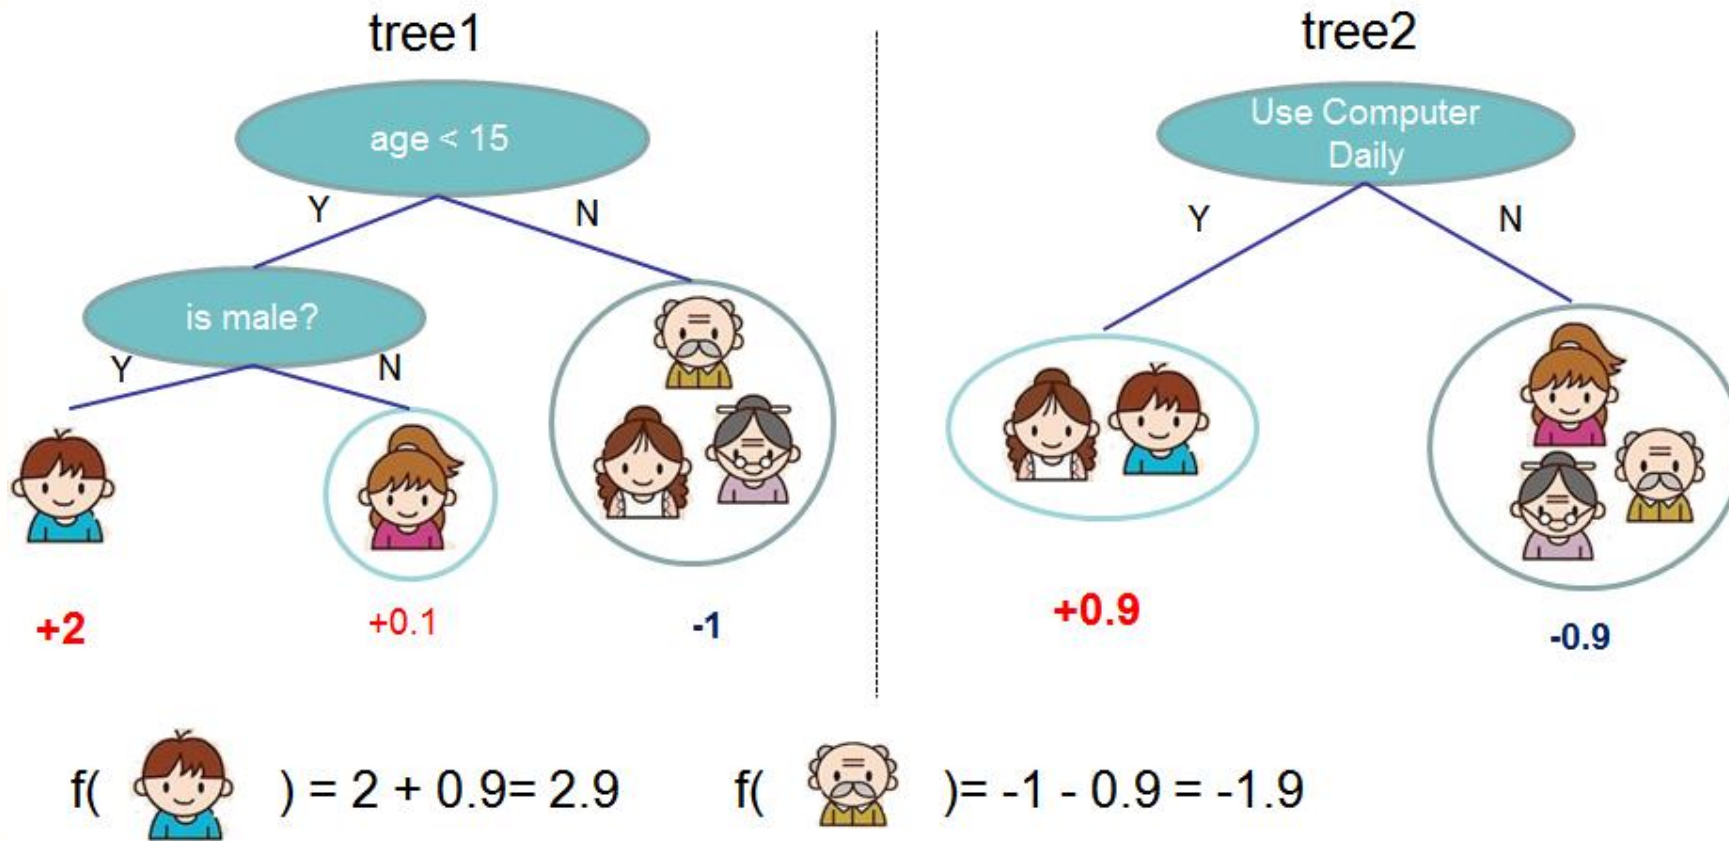 tree1
age < 15
Y
N
is male?
Y
N
+2
+0.1
-1
tree2
Use Computer
Daily
Y
N
+0.9
-0.9
f( ) = 2 + 0.9= 2.9
f( )= -1 - 0.9 = -1.9